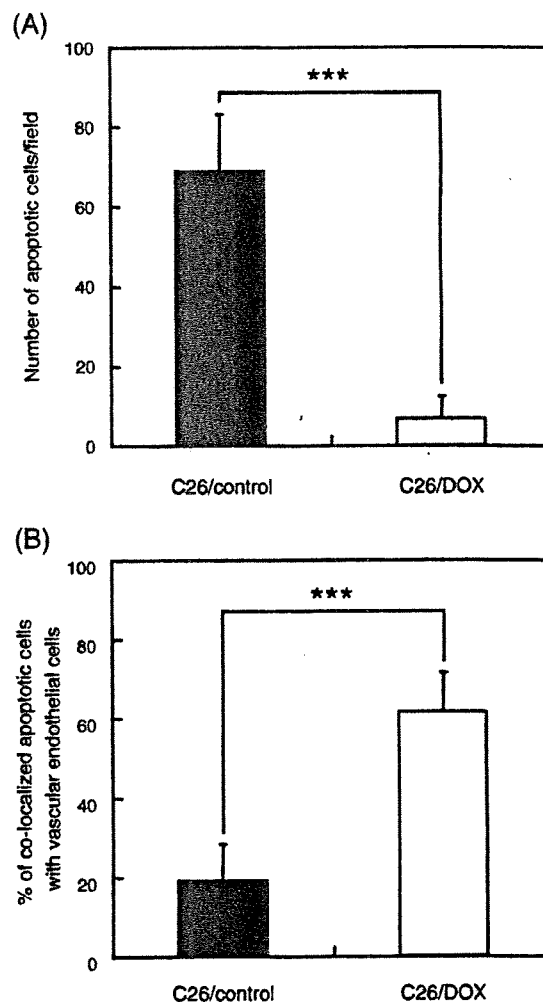 (A)
Number of apoptotic cells/field
100
80
60
40
20
0
***
C26/control
C26/DOX
(B)
% of co-localized apoptotic cells
with vascular endothelial cells
100
80
60
40
20
0
***
C26/control
C26/DOX